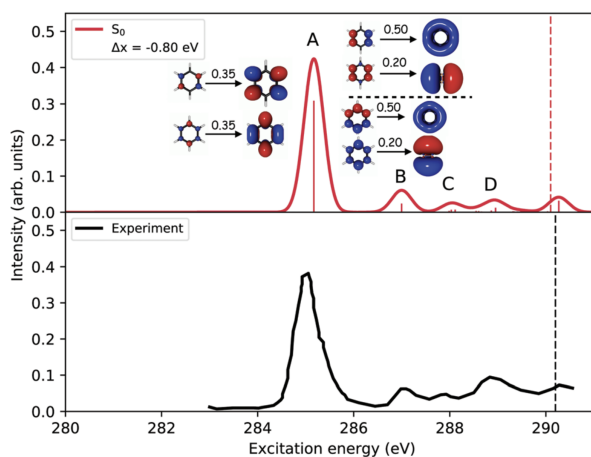 0.5
0.4
0.3
0.2
0.1
0.0
S₀
Δx = -0.80 eV
A
0.35
0.35
0.50
0.20
0.50
0.20
B
C
D
Intensity (arb. units)
0.5
0.4
0.3
0.2
0.1
0.0
Experiment
280 282 284 286 288 290
Excitation energy (eV)